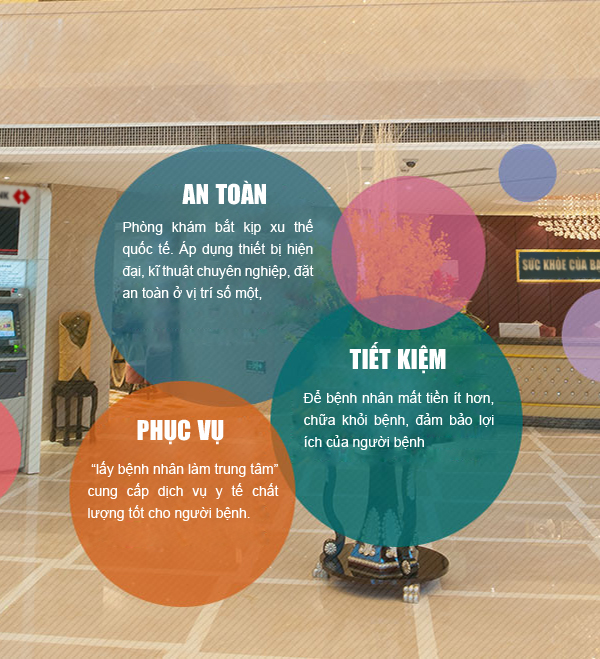 NK
AN TOÀN
Phòng khám bắt kịp xu thế
quốc tế. Áp dụng thiết bị hiện
đại, kĩ thuật chuyên nghiệp, đặt
an toàn ở vị trí số một,
SỨC KHỎE CỦA BẠ
TIẾT KIỆM
Để bệnh nhân mất tiền ít hơn,
chữa khỏi bệnh, đảm bảo lợi
ích của người bệnh
PHỤC VỤ
“lấy bệnh nhân làm trung tâm”
cung cấp dịch vụ y tế chất
lượng tốt cho người bệnh.